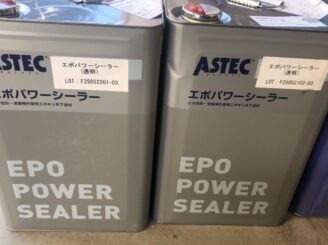 ASTEC
エポパワーシーラー
(透明)
LOT : F25052201-03
エポパワーシーラー
EPO
POWER
SEALER
ASTEC
エポパワーシーラー
(透明)
LOT : F25052102-03
エポパワーシーラー
EPO
POWER
SEALER